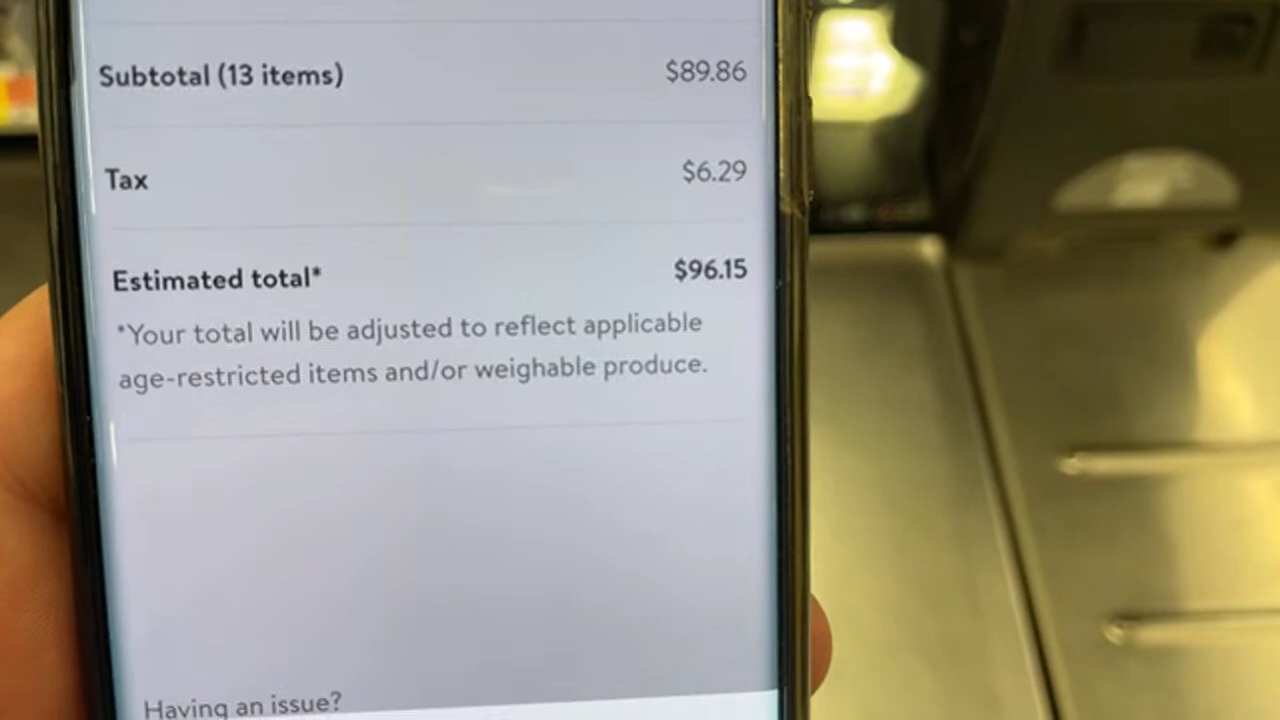 Subtotal (13 items) $89.86
Tax $6.29
Estimated total* $96.15
*Your total will be adjusted to reflect applicable
age-restricted items and/or weighable produce.
Having an issue?